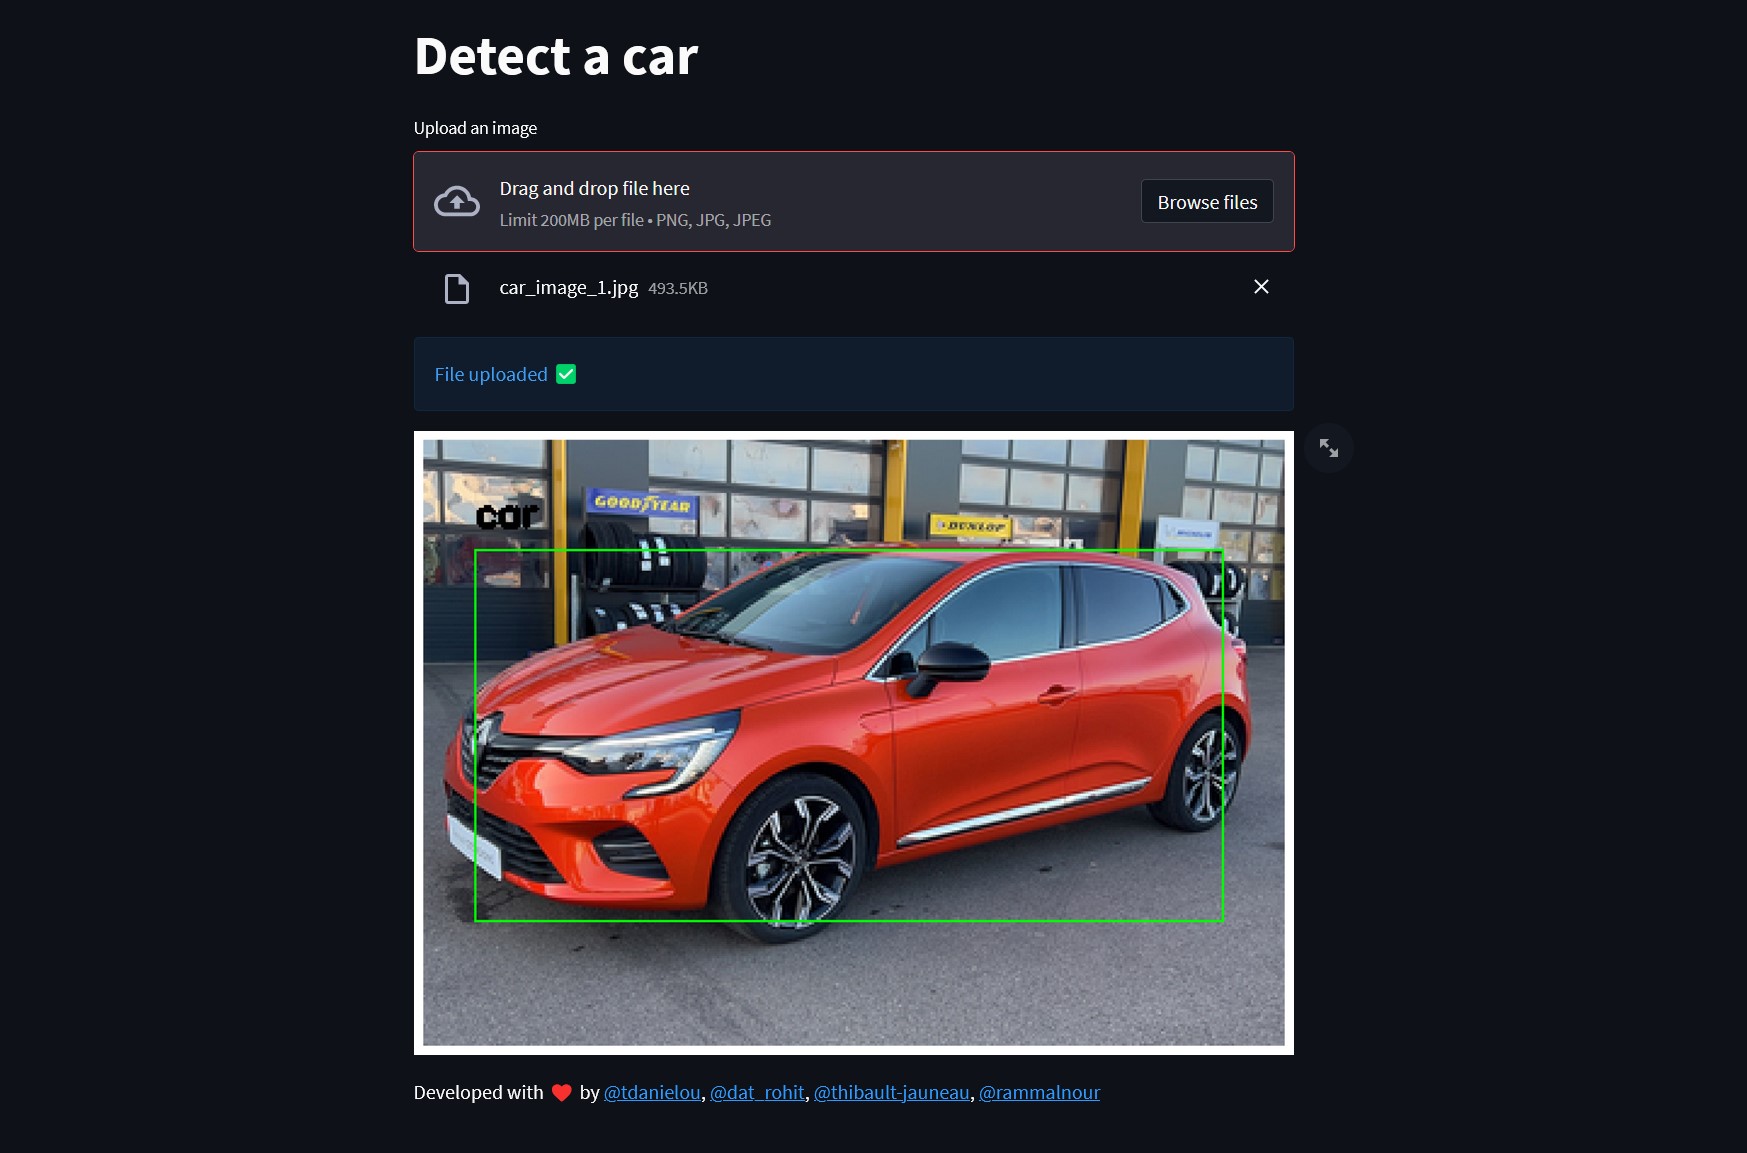 Detect a car
Upload an image
Drag and drop file here
Limit 200MB per file • PNG, JPG, JPEG
Browse files
car_image_1.jpg 493.5KB
File uploaded ✅
car
GOODYEAR
DUNLOP
MICHELIN
Developed with ❤️ by @tdanielou, @dat_rohit, @thibault-jauneau, @rammalnour